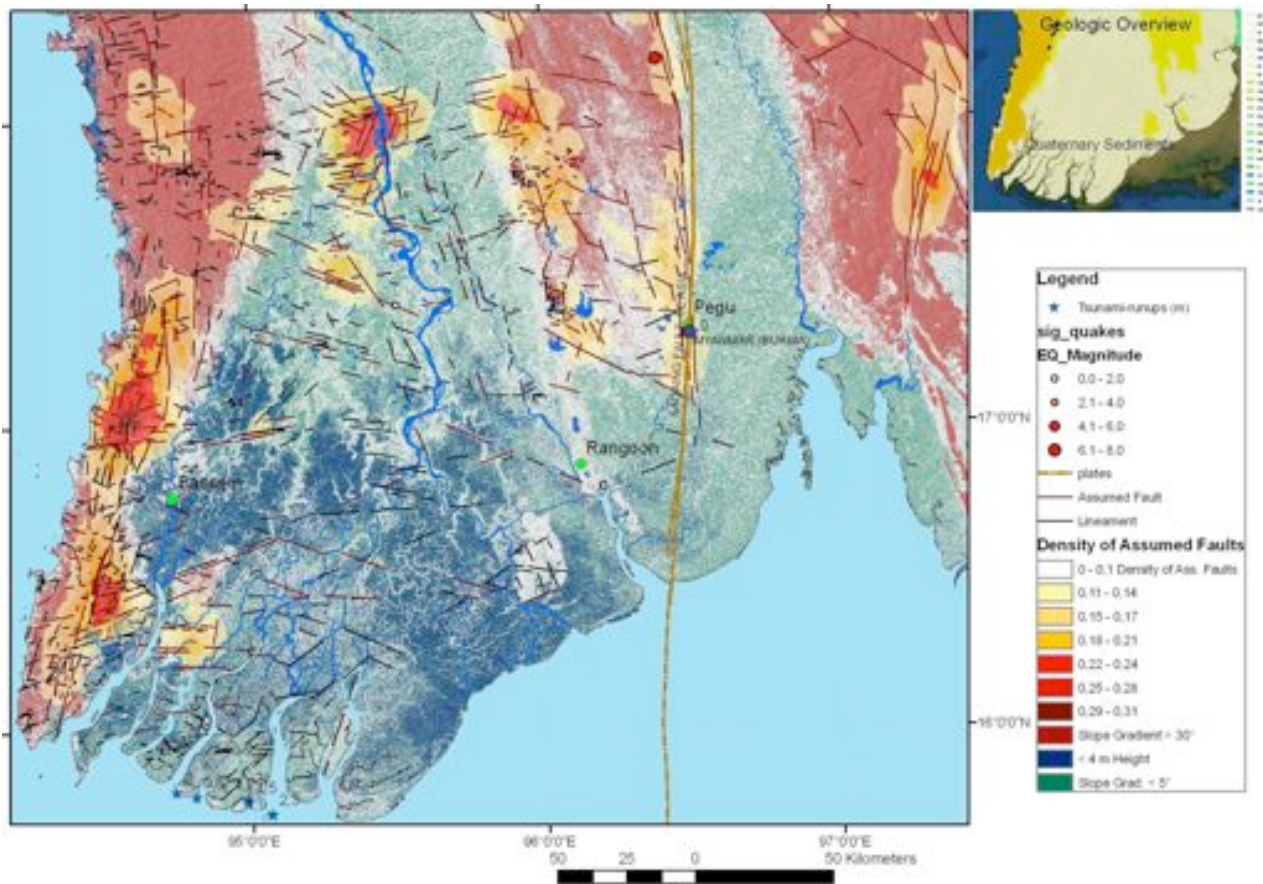 Geologic Overview
Quaternary Sediments
Pegu
MYANMAR (BURMA)
Rangoon
17°0'0"N
16°0'0"N
95°0'0"E
96°0'0"E
97°0'0"E
50 25 0 50 Kilometers
Legend
Tsunami-runups (m)
sig_quakes
EQ_Magnitude
0.0 - 2.0
2.1 - 4.0
4.1 - 6.0
6.1 - 8.0
plates
Assumed Fault
Lineament
Density of Assumed Faults
0 - 0,1 Density of Ass. Faults
0,11 - 0,14
0,15 - 0,17
0,18 - 0,21
0,22 - 0,24
0,25 - 0,28
0,29 - 0,31
Slope Gradient > 30°
< 4 m Height
Slope Grad. < 5°